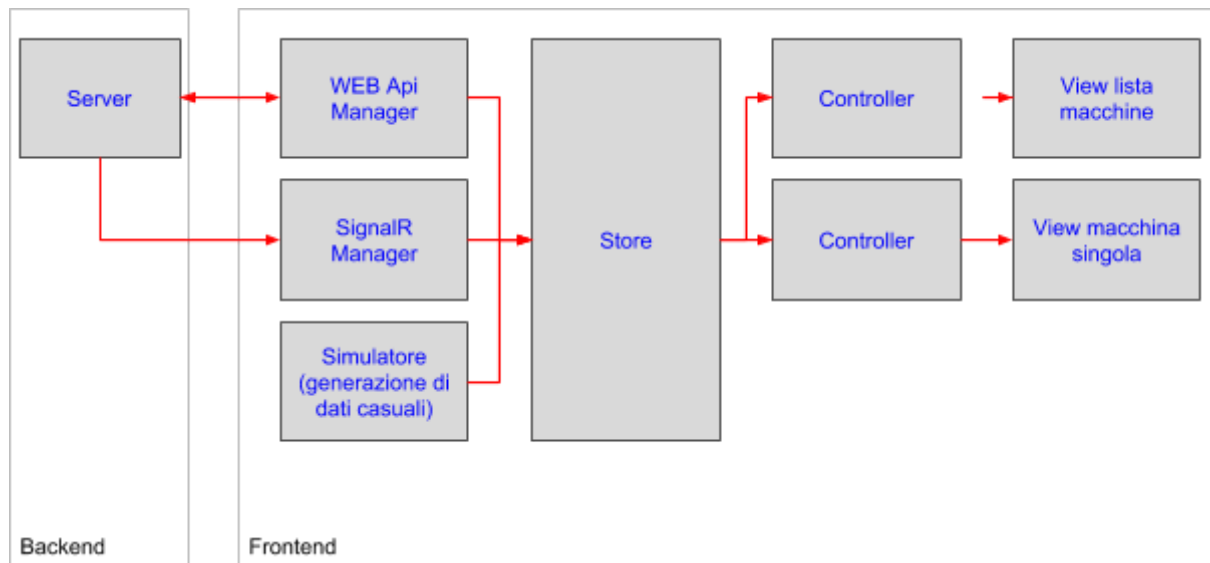 Server
WEB Api
Manager
SignalR
Manager
Simulatore
(generazione di
dati casuali)
Store
Controller
Controller
View lista
macchine
View macchina
singola
Backend
Frontend